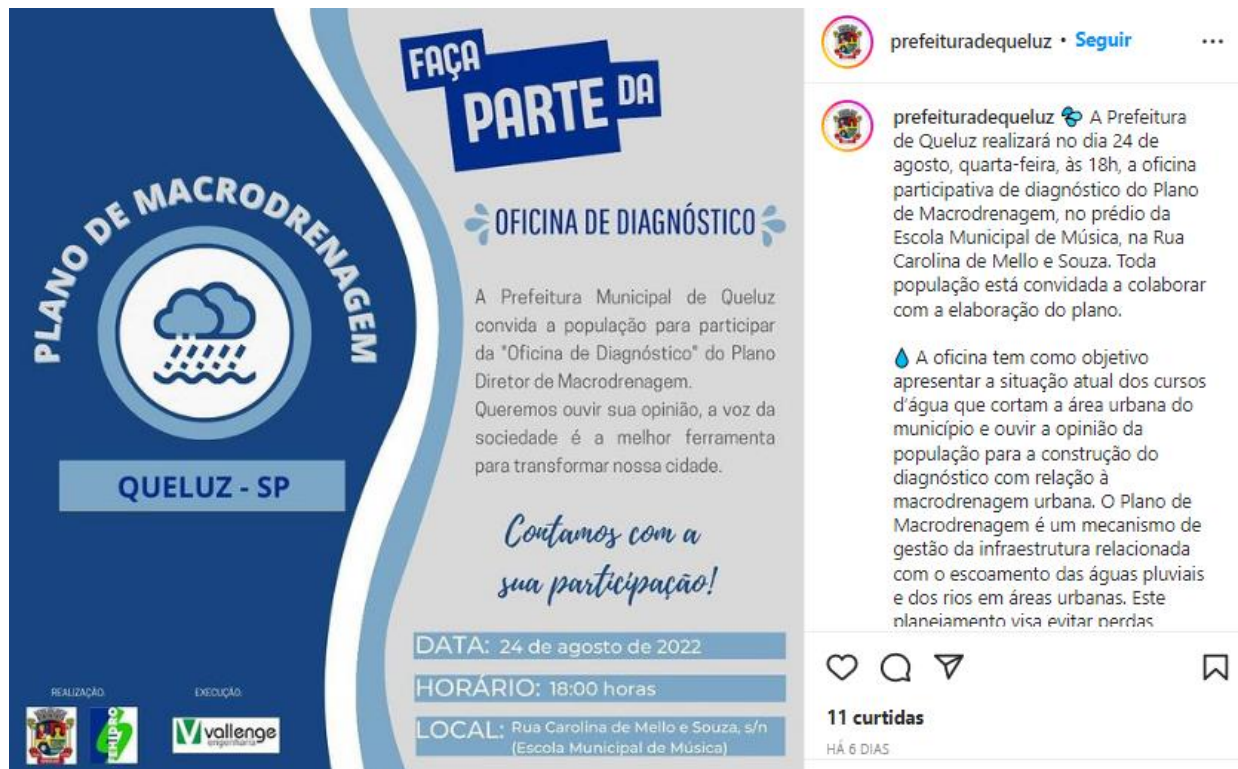 PLANO DE MACRODRENAGEM
QUELUZ - SP
REALIZAÇÃO:
EXECUÇÃO:
FEHIDRO
Vallenge
engenharia
FAÇA
PARTE DA
OFICINA DE DIAGNÓSTICO
A Prefeitura Municipal de Queluz
convida a população para participar
da "Oficina de Diagnóstico" do Plano
Diretor de Macrodrenagem.
Queremos ouvir sua opinião, a voz da
sociedade é a melhor ferramenta
para transformar nossa cidade.
Contamos com a
sua participação!
DATA: 24 de agosto de 2022
HORÁRIO: 18:00 horas
LOCAL: Rua Carolina de Mello e Souza, s/n
(Escola Municipal de Música)
prefeituradequeluz • Seguir
prefeituradequeluz A Prefeitura
de Queluz realizará no dia 24 de
agosto, quarta-feira, às 18h, a oficina
participativa de diagnóstico do Plano
de Macrodrenagem, no prédio da
Escola Municipal de Música, na Rua
Carolina de Mello e Souza. Toda
população está convidada a colaborar
com a elaboração do plano.
A oficina tem como objetivo
apresentar a situação atual dos cursos
d'água que cortam a área urbana do
município e ouvir a opinião da
população para a construção do
diagnóstico com relação à
macrodrenagem urbana. O Plano de
Macrodrenagem é um mecanismo de
gestão da infraestrutura relacionada
com o escoamento das águas pluviais
e dos rios em áreas urbanas. Este
planejamento visa evitar perdas
11 curtidas
HÁ 6 DIAS